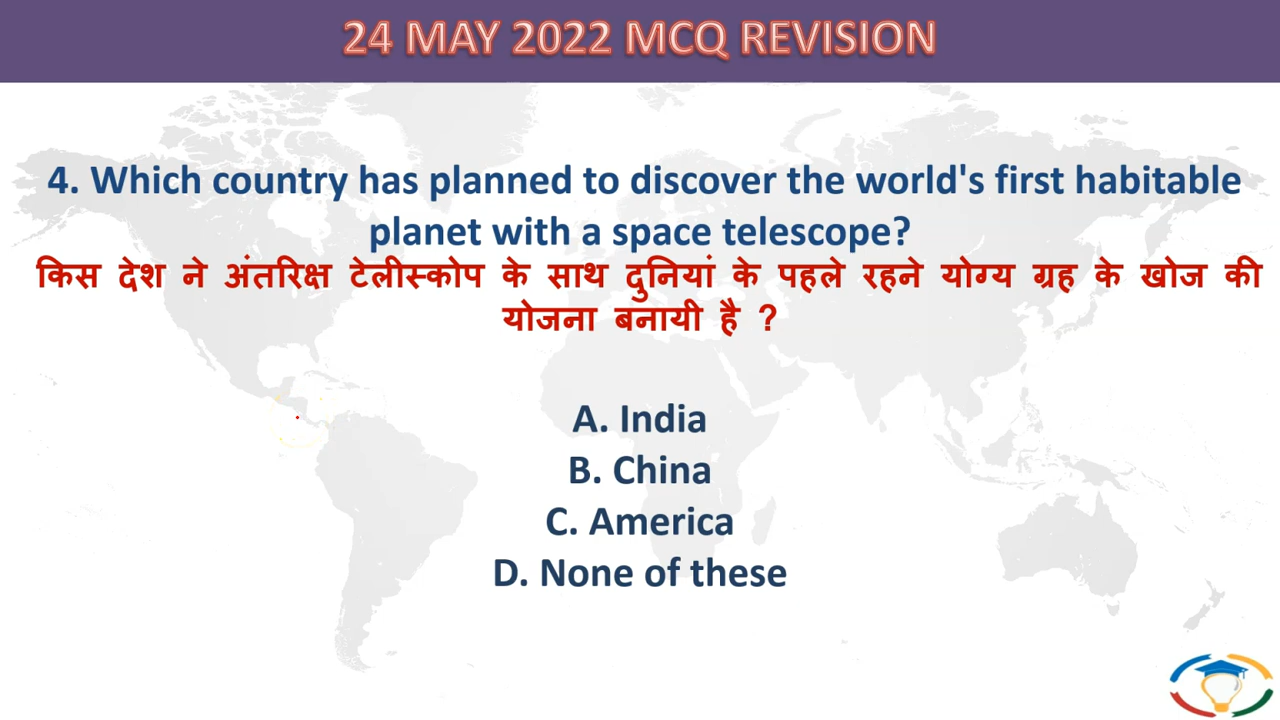 24 MAY 2022 MCQ REVISION
4. Which country has planned to discover the world's first habitable
planet with a space telescope?
किस देश ने अंतरिक्ष टेलीस्कोप के साथ दुनियां के पहले रहने योग्य ग्रह के खोज की
योजना बनायी है ?
A. India
B. China
C. America
D. None of these